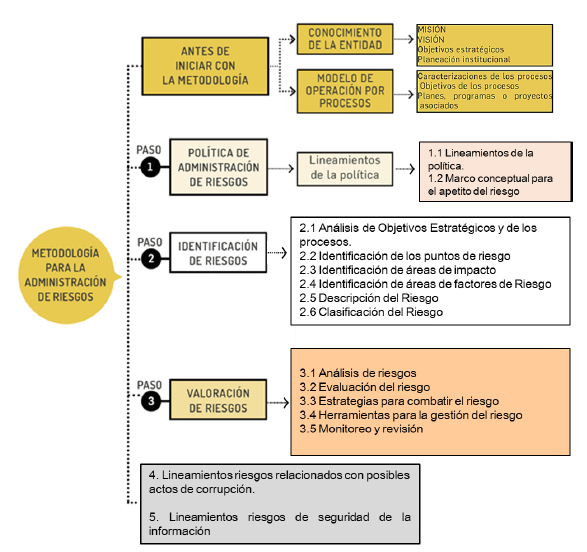 METODOLOGÍA
PARA LA
ADMINISTRACIÓN
DE RIESGOS
ANTES DE
INICIAR CON
LA METODOLOGÍA
CONOCIMIENTO
DE LA ENTIDAD
MISIÓN
VISIÓN
Objetivos estratégicos
Planeación institucional
MODELO DE
OPERACIÓN POR
PROCESOS
Caracterizaciones de los procesos
Objetivos de los procesos
Planes, programas o proyectos
asociados
PASO
1
POLÍTICA DE
ADMINISTRACIÓN
DE RIESGOS
Lineamientos
de la política
1.1 Lineamientos de la
política.
1.2 Marco conceptual para
el apetito del riesgo
PASO
2
IDENTIFICACIÓN
DE RIESGOS
2.1 Análisis de Objetivos Estratégicos y de los
procesos.
2.2 Identificación de los puntos de riesgo
2.3 Identificación de áreas de impacto
2.4 Identificación de áreas de factores de Riesgo
2.5 Descripción del Riesgo
2.6 Clasificación del Riesgo
PASO
3
VALORACIÓN
DE RIESGOS
3.1 Análisis de riesgos
3.2 Evaluación del riesgo
3.3 Estrategias para combatir el riesgo
3.4 Herramientas para la gestión del riesgo
3.5 Monitoreo y revisión
4. Lineamientos riesgos relacionados con posibles
actos de corrupción.
5. Lineamientos riesgos de seguridad de la
información